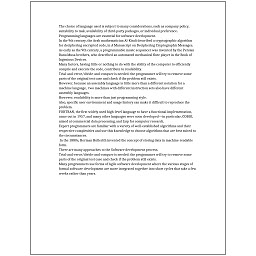 The choice of language used is subject to many considerations, such as company policy,
suitability to task, availability of third-party packages, or individual preference.
Programming languages are essential for software development.
In the 9th century, the Arab mathematician Al-Kindi described a cryptographic algorithm
for deciphering encrypted code, in A Manuscript on Deciphering Cryptographic Messages.
As early as the 9th century, a programmable music sequencer was invented by the Persian
Banu Musa brothers, who described an automated mechanical flute player in the Book of
Ingenious Devices.
Many factors, having little or nothing to do with the ability of the computer to efficiently
compile and execute the code, contribute to readability.
Trial-and-error/divide-and-conquer is needed: the programmer will try to remove some
parts of the original test case and check if the problem still exists.
However, because an assembly language is little more than a different notation for a
machine language, two machines with different instruction sets also have different
assembly languages.
However, readability is more than just programming style.
Also, specific user environment and usage history can make it difficult to reproduce the
problem.
FORTRAN, the first widely used high-level language to have a functional implementation,
came out in 1957, and many other languages were soon developed—in particular, COBOL
aimed at commercial data processing, and Lisp for computer research.
Expert programmers are familiar with a variety of well-established algorithms and their
respective complexities and use this knowledge to choose algorithms that are best suited to
the circumstances.
In the 1880s, Herman Hollerith invented the concept of storing data in machine-readable
form.
There are many approaches to the Software development process.
Trial-and-error/divide-and-conquer is needed: the programmer will try to remove some
parts of the original test case and check if the problem still exists.
Many programmers use forms of Agile software development where the various stages of
formal software development are more integrated together into short cycles that take a few
weeks rather than years.